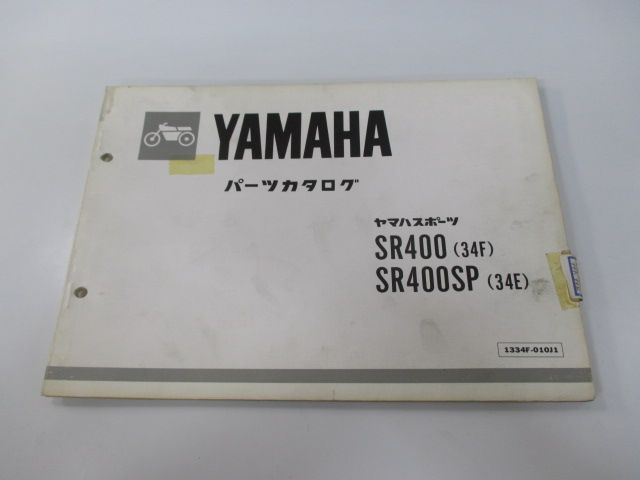 YAMAHA
パーツカタログ
ヤマハスポーツ
SR400 (34F)
SR400SP (34E)
1334F-010J1